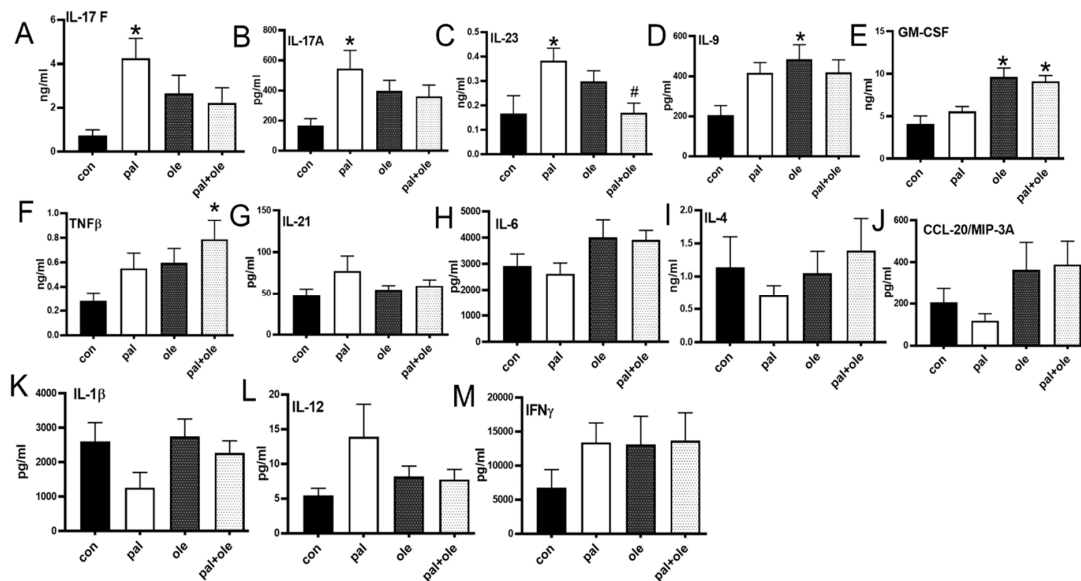 A IL-17 F
*
ng/ml
6
4
2
0
con pal ole pal+ole
B IL-17A
*
pg/ml
800
600
400
200
0
con pal ole pal+ole
C IL-23
*
#
ng/ml
0.5
0.4
0.3
0.2
0.1
0.0
con pal ole pal+ole
D IL-9
*
pg/ml
600
400
200
0
con pal ole pal+ole
E GM-CSF
* *
ng/ml
15
10
5
0
con pal ole pal+ole
F TNFβ
*
ng/ml
1.0
0.8
0.6
0.4
0.2
0.0
con pal ole pal+ole
G IL-21
pg/ml
150
100
50
0
con pal ole pal+ole
H IL-6
pg/ml
6000
5000
4000
3000
2000
1000
0
con pal ole pal+ole
I IL-4
ng/ml
2.0
1.5
1.0
0.5
0.0
con pal ole pal+ole
J CCL-20/MIP-3A
pg/ml
600
400
200
0
con pal ole pal+ole
K IL-1β
pg/ml
3000
2000
1000
0
con pal ole pal+ole
L IL-12
pg/ml
20
15
10
5
0
con pal ole pal+ole
M IFNγ
pg/ml
20000
15000
10000
5000
0
con pal ole pal+ole